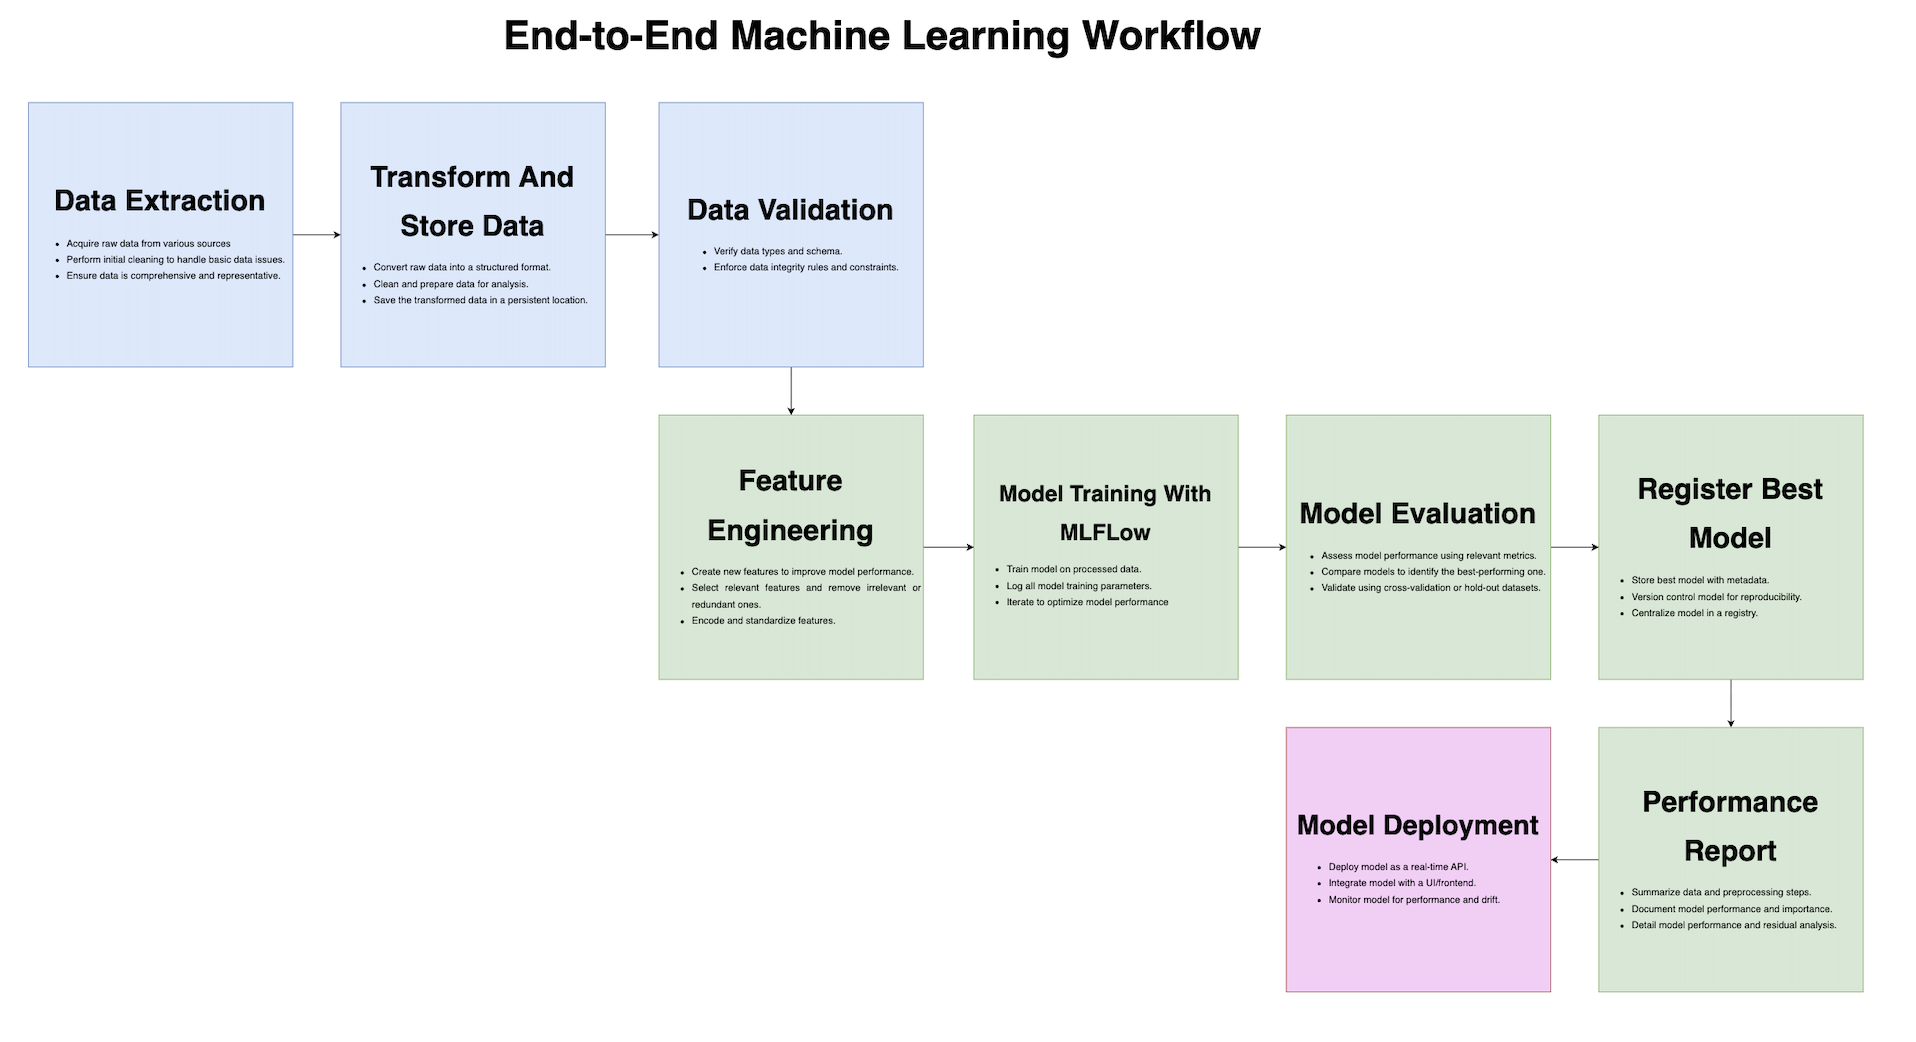 End-to-End Machine Learning Workflow
Data Extraction
• Acquire raw data from various sources
• Perform initial cleaning to handle basic data issues.
• Ensure data is comprehensive and representative.
Transform And
Store Data
• Convert raw data into a structured format.
• Clean and prepare data for analysis.
• Save the transformed data in a persistent location.
Data Validation
• Verify data types and schema.
• Enforce data integrity rules and constraints.
Feature
Engineering
• Create new features to improve model performance.
• Select relevant features and remove irrelevant or
redundant ones.
• Encode and standardize features.
Model Training With
MLFLow
• Train model on processed data.
• Log all model training parameters.
• Iterate to optimize model performance
Model Evaluation
• Assess model performance using relevant metrics.
• Compare models to identify the best-performing one.
• Validate using cross-validation or hold-out datasets.
Register Best
Model
• Store best model with metadata.
• Version control model for reproducibility.
• Centralize model in a registry.
Performance
Report
• Summarize data and preprocessing steps.
• Document model performance and importance.
• Detail model performance and residual analysis.
Model Deployment
• Deploy model as a real-time API.
• Integrate model with a UI/frontend.
• Monitor model for performance and drift.